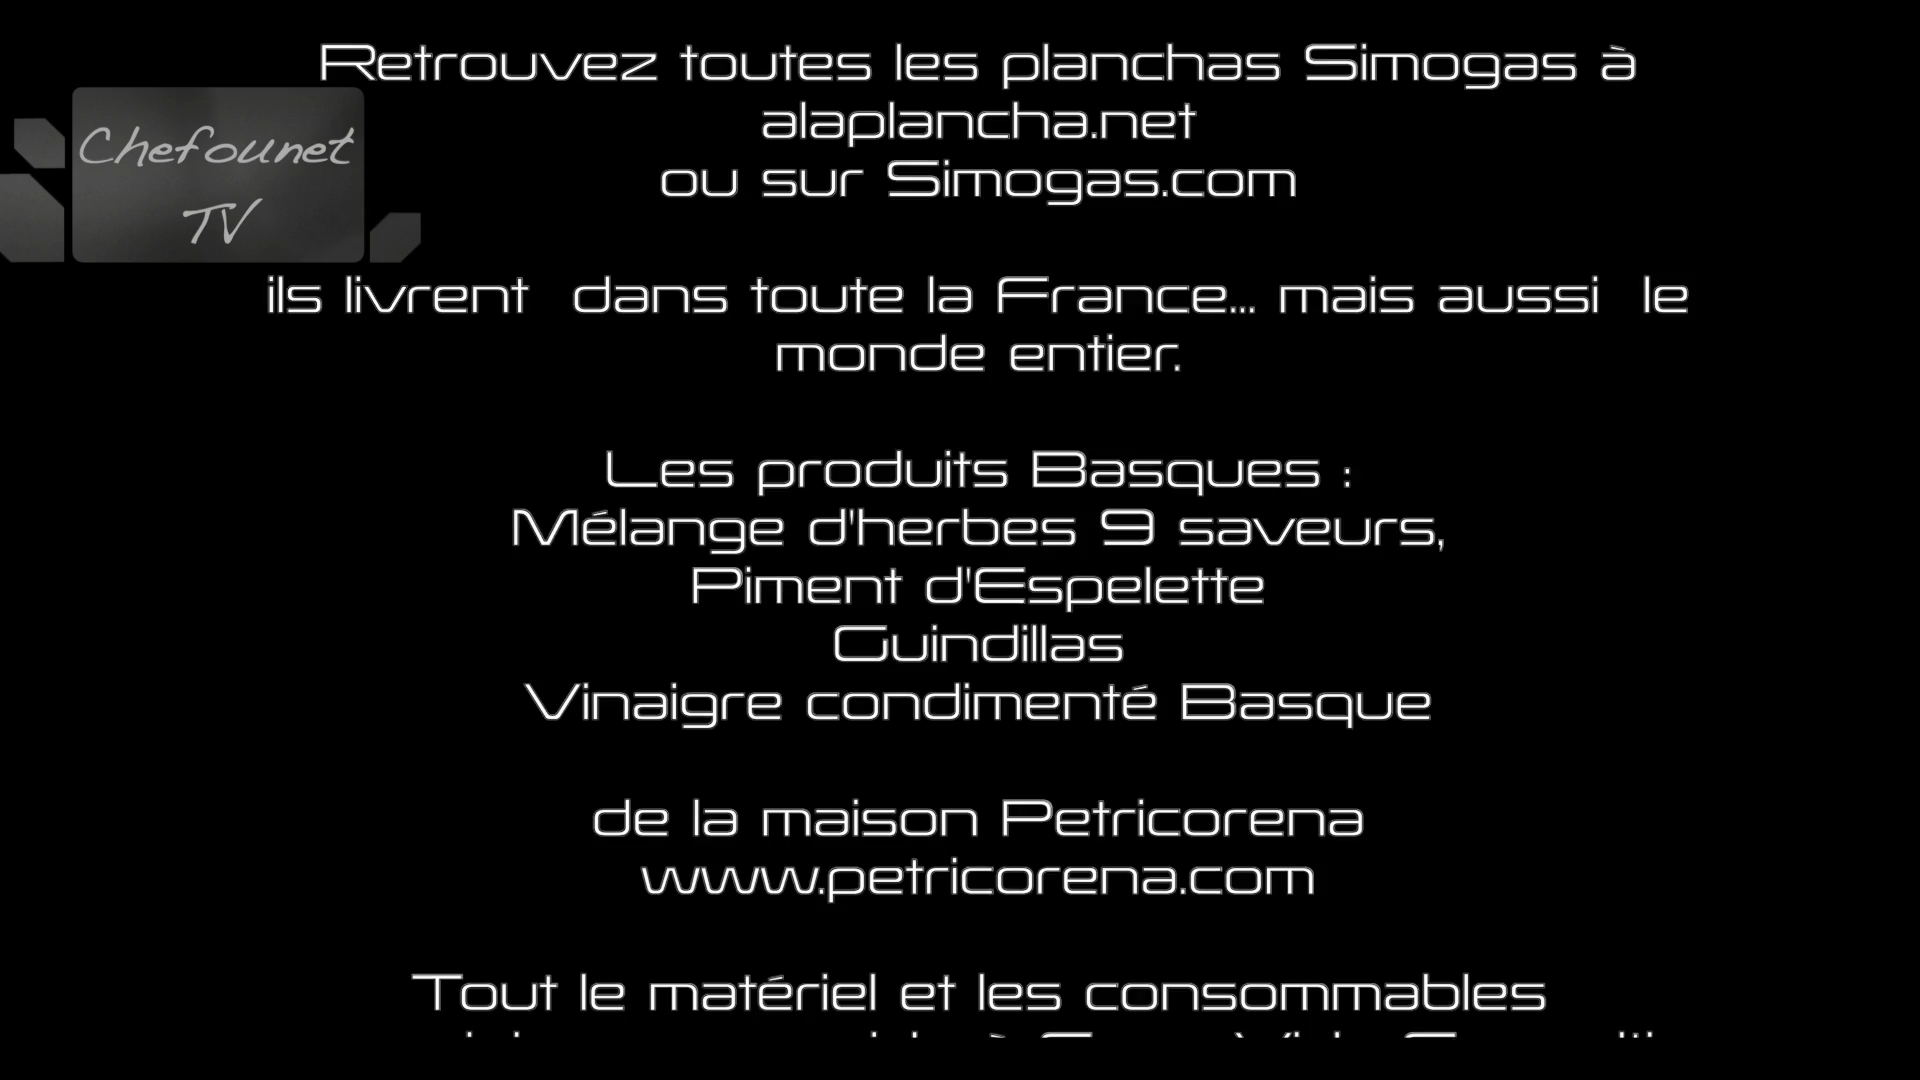 Retrouvez toutes les planchas Simogas à
alaplancha.net
ou sur Simogas.com
Chefounet
TV
ils livrent  dans toute la France... mais aussi  le
monde entier.
Les produits Basques :
Mélange d'herbes 9 saveurs,
Piment d'Espelette
Guindillas
Vinaigre condimenté Basque
de la maison Petricorena
www.petricorena.com
Tout le matériel et les consommables